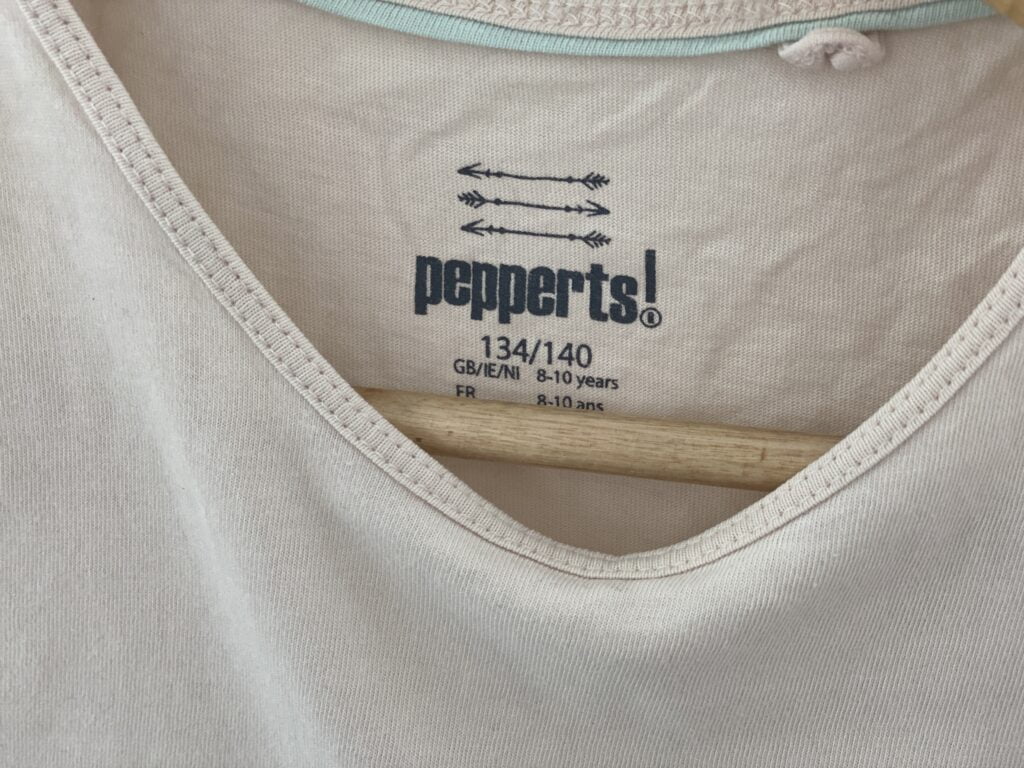 pepperts!®
134/140
GB/IE/NI 8-10 years
FR 8-10 ans